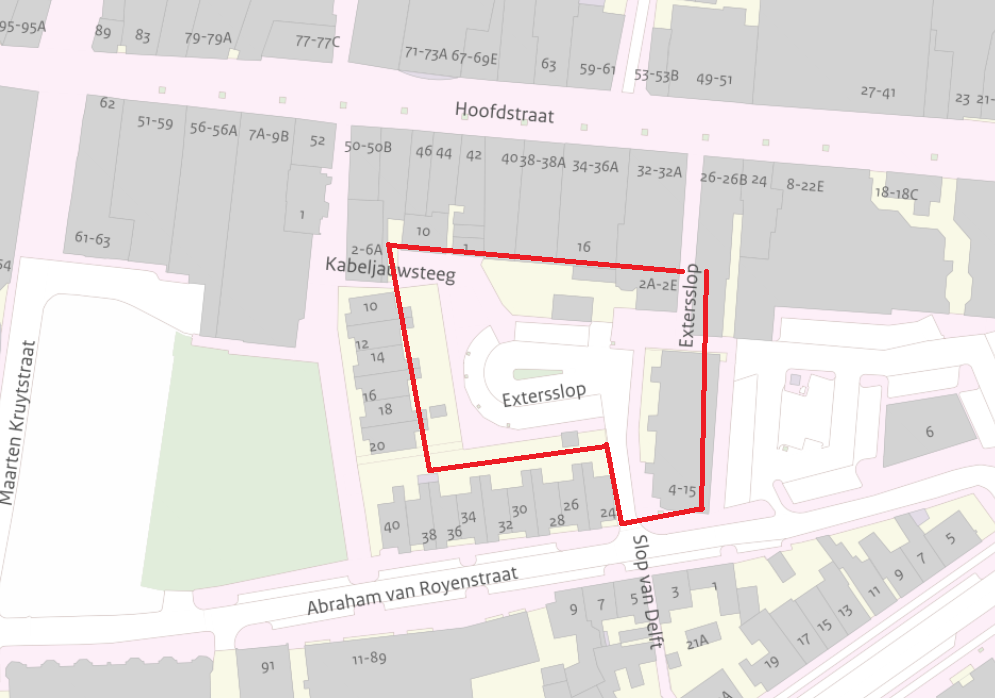 95-95A
89
83
79-79A
77-77C
71-73A
67-69E
63
59-61
53-53B
49-51
27-41
23
21-
62
51-59
56-56A
7A-9B
52
Hoofdstraat
50-50B
46
44
42
40
38-38A
34-36A
32-32A
26-26B
24
8-22E
18-18C
1
61-63
54
2-6A
10
1
16
Kabeljauwsteeg
2A-2E
Extersslop
10
12
14
16
18
20
Extersslop
Maarten Kruytstraat
6
4-15
40
38
36
34
32
30
28
26
24
Slop van Delft
Abraham van Royenstraat
9
7
5
3
1
21A
19
17
15
13
11
9
7
5
91
11-89
A